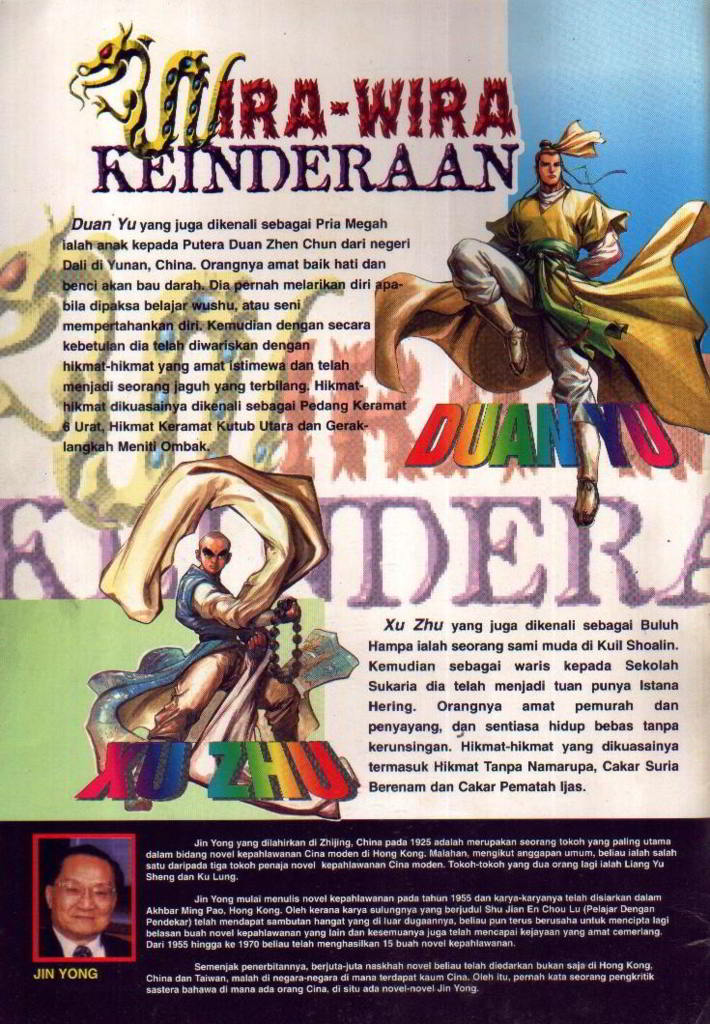 WIRA-WIRA
KEINDERAAN
Duan Yu yang juga dikenali sebagai Pria Megah
ialah anak kepada Putera Duan Zhen Chun dari negeri
Dali di Yunan, China. Orangnya amat baik hati dan
benci akan bau darah. Dia pernah melarikan diri apa-
bila dipaksa belajar wushu, atau seni
mempertahankan diri. Kemudian dengan secara
kebetulan dia telah diwariskan dengan
hikmat-hikmat yang amat istimewa dan telah
menjadi seorang jaguh yang terbilang. Hikmat-
hikmat dikuasainya dikenali sebagai Pedang Keramat
6 Urat, Hikmat Keramat Kutub Utara dan Gerak-
langkah Meniti Ombak.
DUAN YU
Xu Zhu yang juga dikenali sebagai Buluh
Hampa ialah seorang sami muda di Kuil Shoalin.
Kemudian sebagai waris kepada Sekolah
Sukaria dia telah menjadi tuan punya Istana
Hering. Orangnya amat pemurah dan
penyayang, dan sentiasa hidup bebas tanpa
kerunsingan. Hikmat-hikmat yang dikuasainya
termasuk Hikmat Tanpa Namarupa, Cakar Suria
Berenam dan Cakar Pematah Ijas.
XU ZHU
Jin Yong yang dilahirkan di Zhijing, China pada 1925 adalah merupakan seorang tokoh yang paling utama
dalam bidang novel kepahlawanan Cina moden di Hong Kong. Malahan, mengikut anggapan umum, beliau ialah salah
satu daripada tiga tokoh penaja novel kepahlawanan Cina moden. Tokoh-tokoh yang dua orang lagi ialah Liang Yu
Sheng dan Ku Lung.
Jin Yong mulai menulis novel kepahlawanan pada tahun 1955 dan karya-karyanya telah disiarkan dalam
Akhbar Ming Pao, Hong Kong. Oleh kerana karya sulungnya yang berjudul Shu Jian En Chou Lu (Pelajar Dengan
Pendekar) telah mendapat sambutan hangat yang di luar dugaannya, beliau pun terus berusaha untuk mencipta lagi
belasan buah novel kepahlawanan yang lain dan kesemuanya juga telah mencapai kejayaan yang amat cemerlang.
Dari 1955 hingga ke 1970 beliau telah menghasilkan 15 buah novel kepahlawanan.
Semenjak penerbitannya, berjuta-juta naskhah novel beliau telah diedarkan bukan saja di Hong Kong,
China dan Taiwan, malah di negara-negara di mana terdapat kaum Cina. Oleh itu, pernah kata seorang pengkritik
sastera bahawa di mana ada orang Cina, di situ ada novel-novel Jin Yong.
JIN YONG